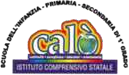 SCUOLA DELL'INFANZIA - PRIMARIA - SECONDARIA DI 1° GRADO
calò
ISTITUTO COMPRENSIVO STATALE